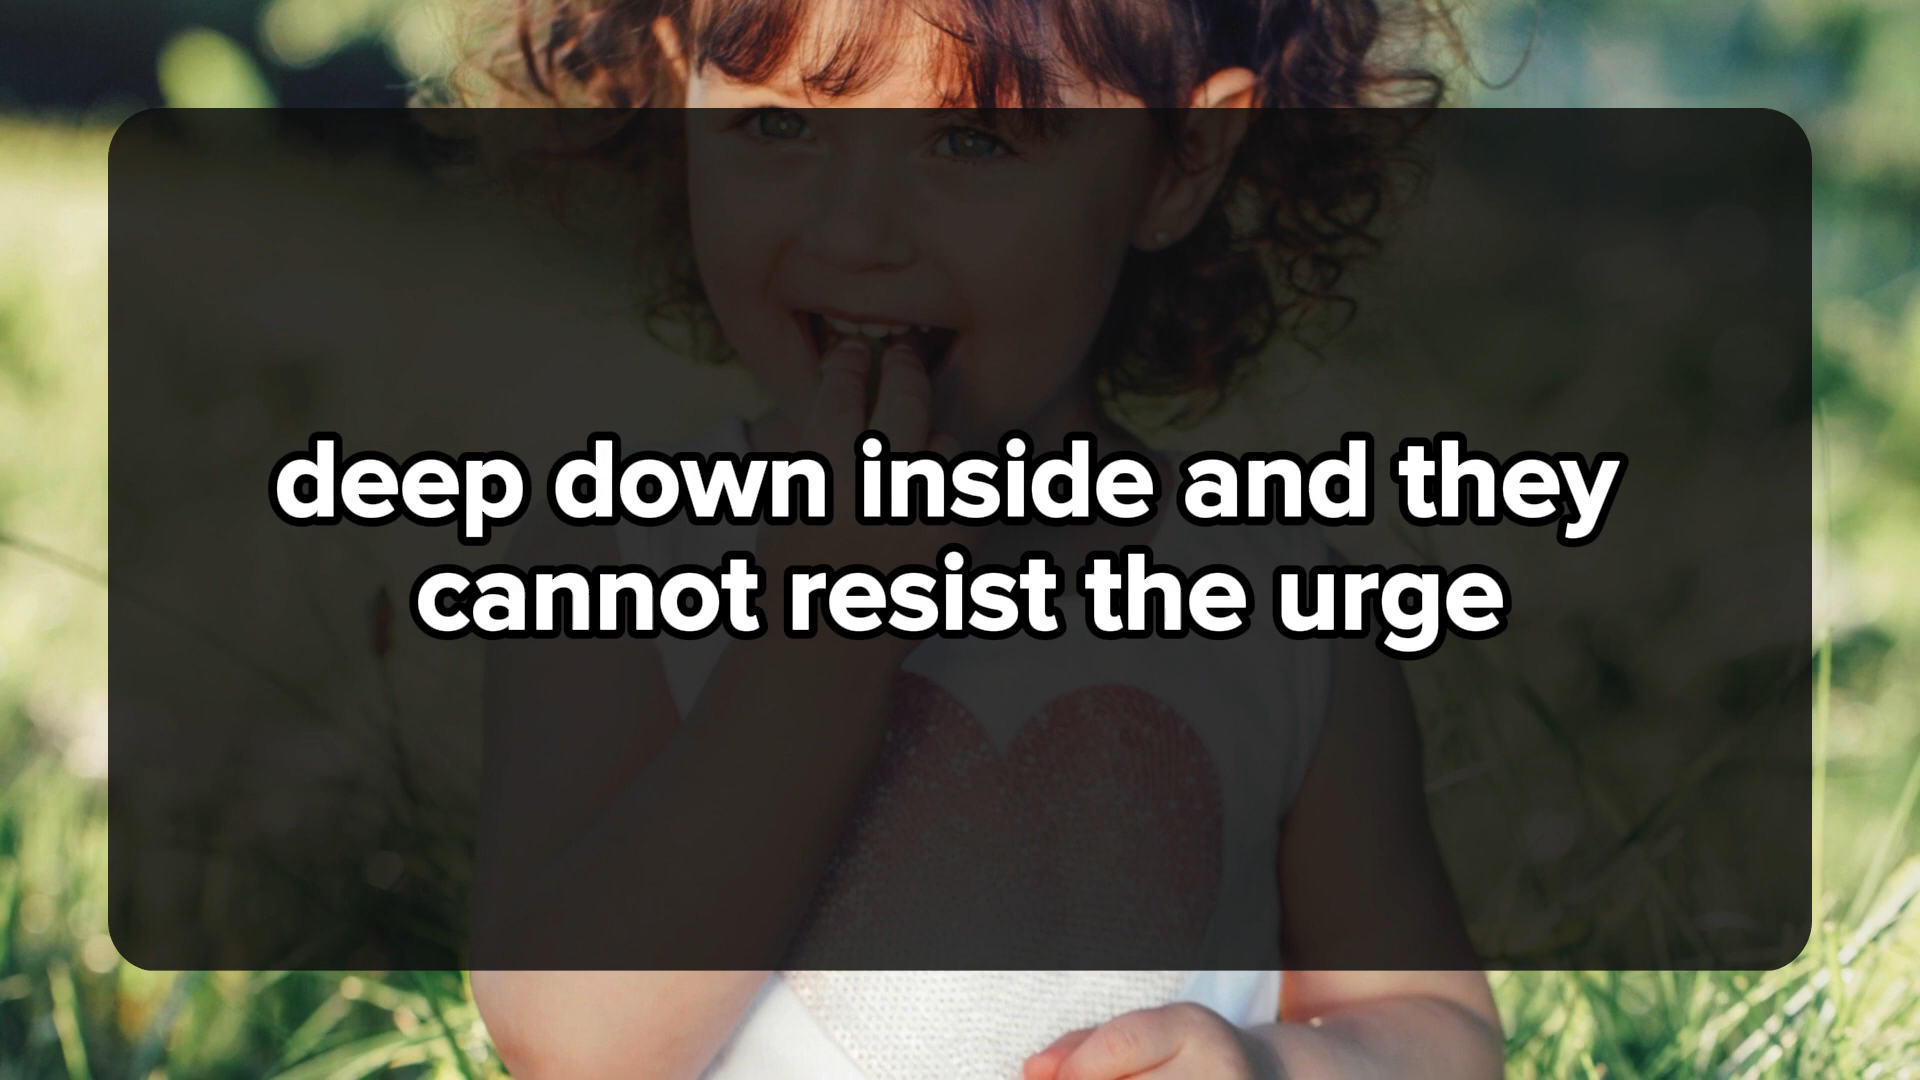 deep down inside and they
cannot resist the urge